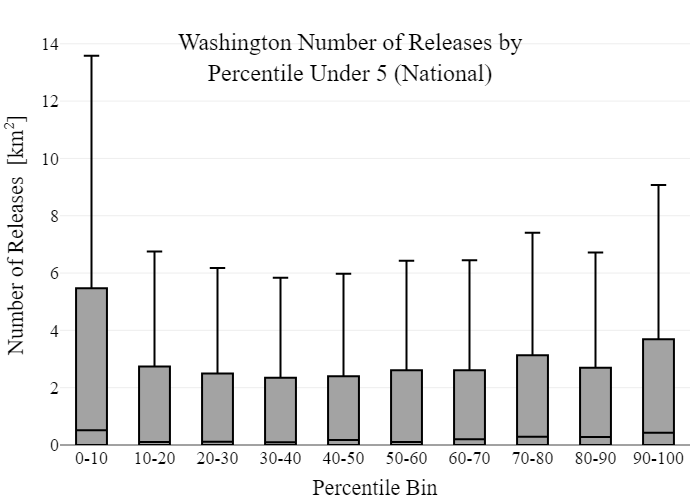 Washington Number of Releases by
Percentile Under 5 (National)
Number of Releases [km²]
14
12
10
8
6
4
2
0
0-10 10-20 20-30 30-40 40-50 50-60 60-70 70-80 80-90 90-100
Percentile Bin